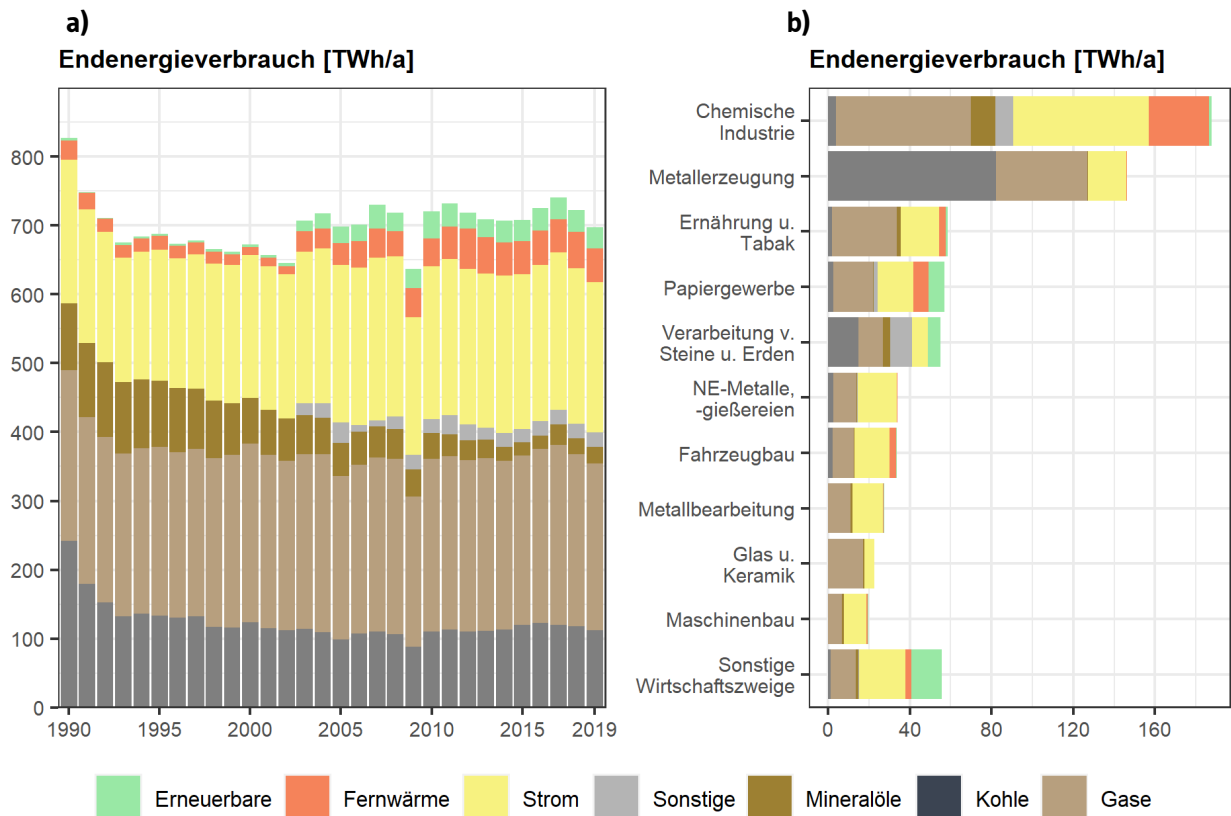 a)
Endenergieverbrauch [TWh/a]
800
700
600
500
400
300
200
100
0
1990
1995
2000
2005
2010
2015
2019
b)
Endenergieverbrauch [TWh/a]
Chemische
Industrie
Metallerzeugung
Ernährung u.
Tabak
Papiergewerbe
Verarbeitung v.
Steine u. Erden
NE-Metalle,
-gießereien
Fahrzeugbau
Metallbearbeitung
Glas u.
Keramik
Maschinenbau
Sonstige
Wirtschaftszweige
0
40
80
120
160
Erneuerbare
Fernwärme
Strom
Sonstige
Mineralöle
Kohle
Gase